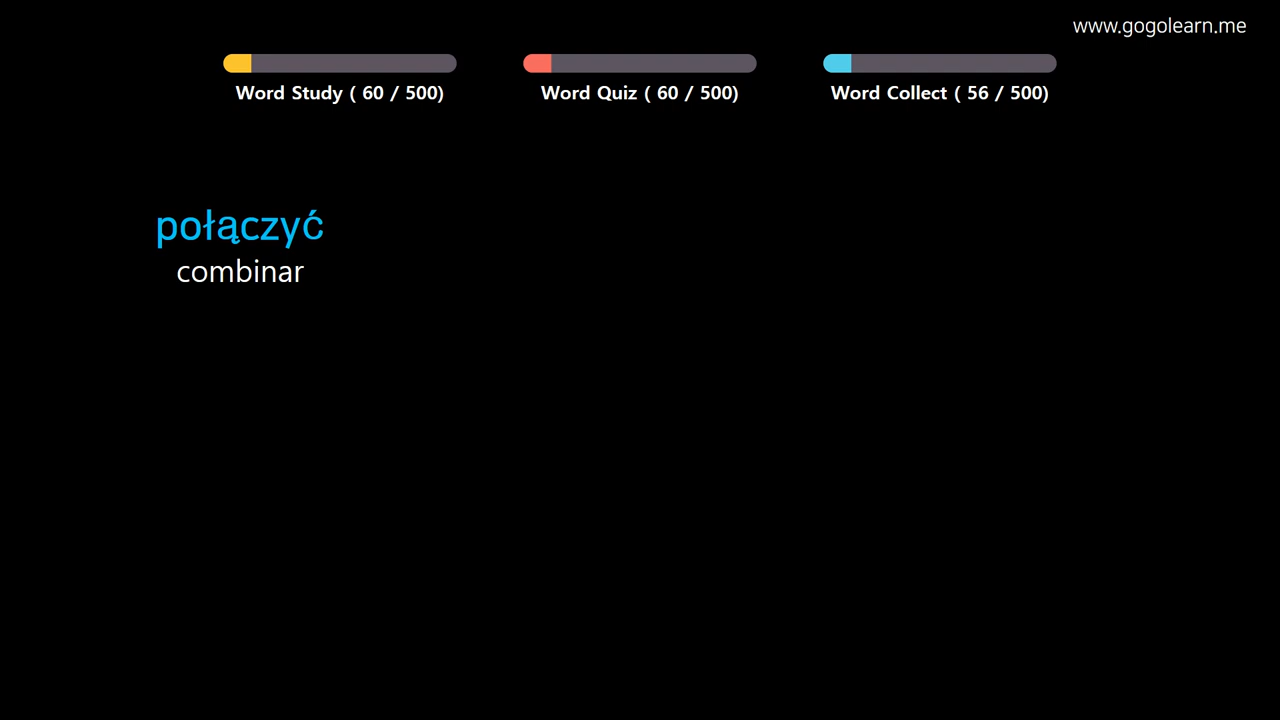 www.gogolearn.me
Word Study ( 60 / 500)
Word Quiz ( 60 / 500)
Word Collect ( 56 / 500)
połączyć
combinar